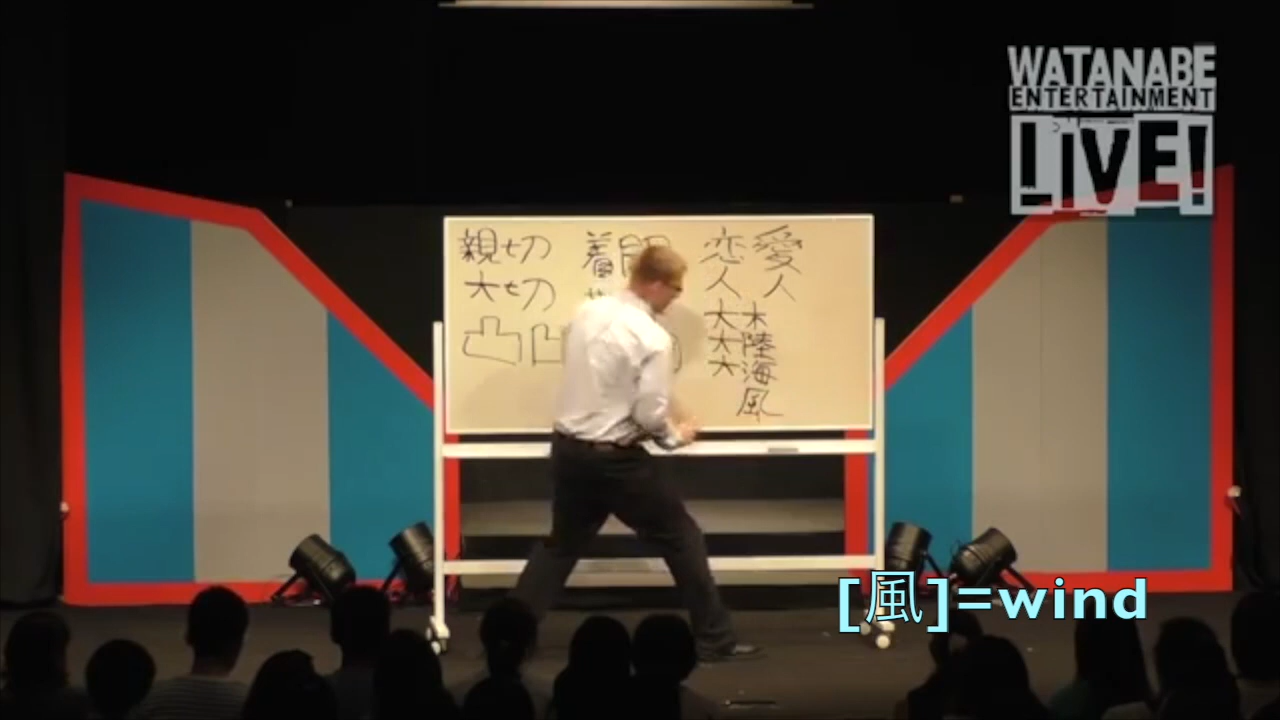 WATANABE
ENTERTAINMENT
LIVE!
親切
大切
凸
着
恋 愛
人 人
大木
大陸
大海
風
[風]=wind